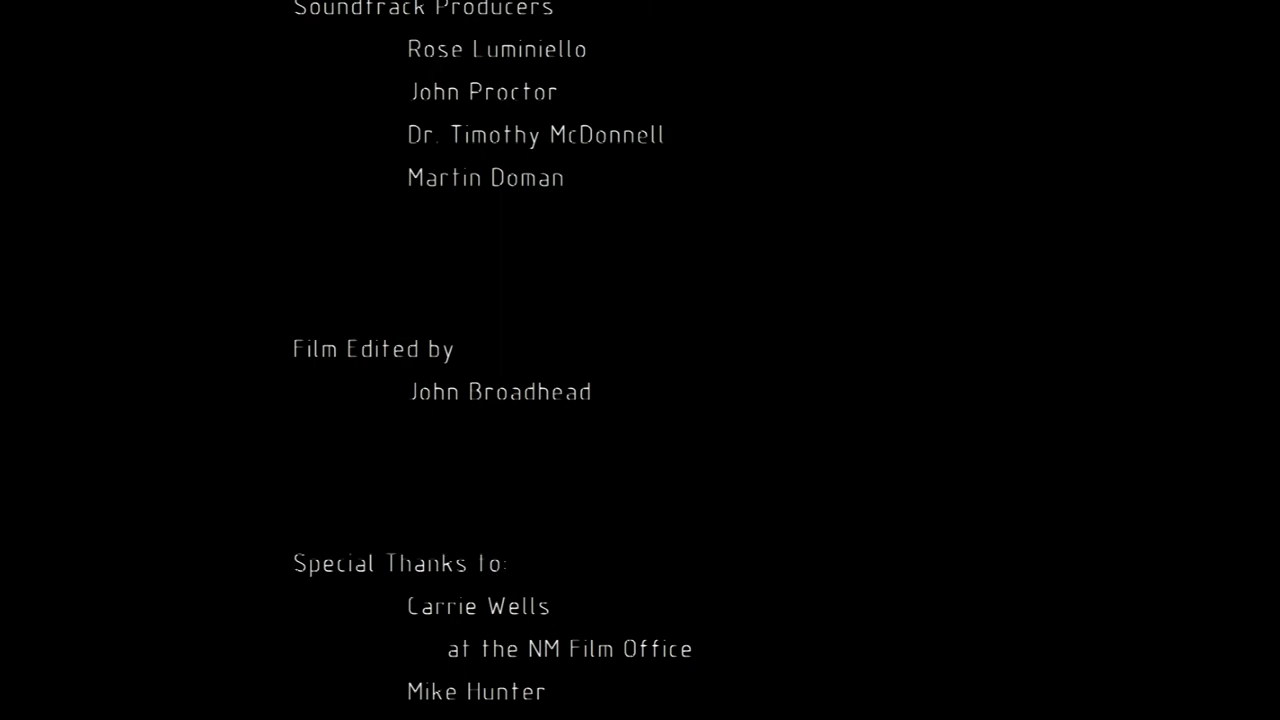 Soundtrack Producers
Rose Luminiello
John Proctor
Dr. Timothy McDonnell
Martin Doman
Film Edited by
John Broadhead
Special Thanks to:
Carrie Wells
at the NM Film Office
Mike Hunter